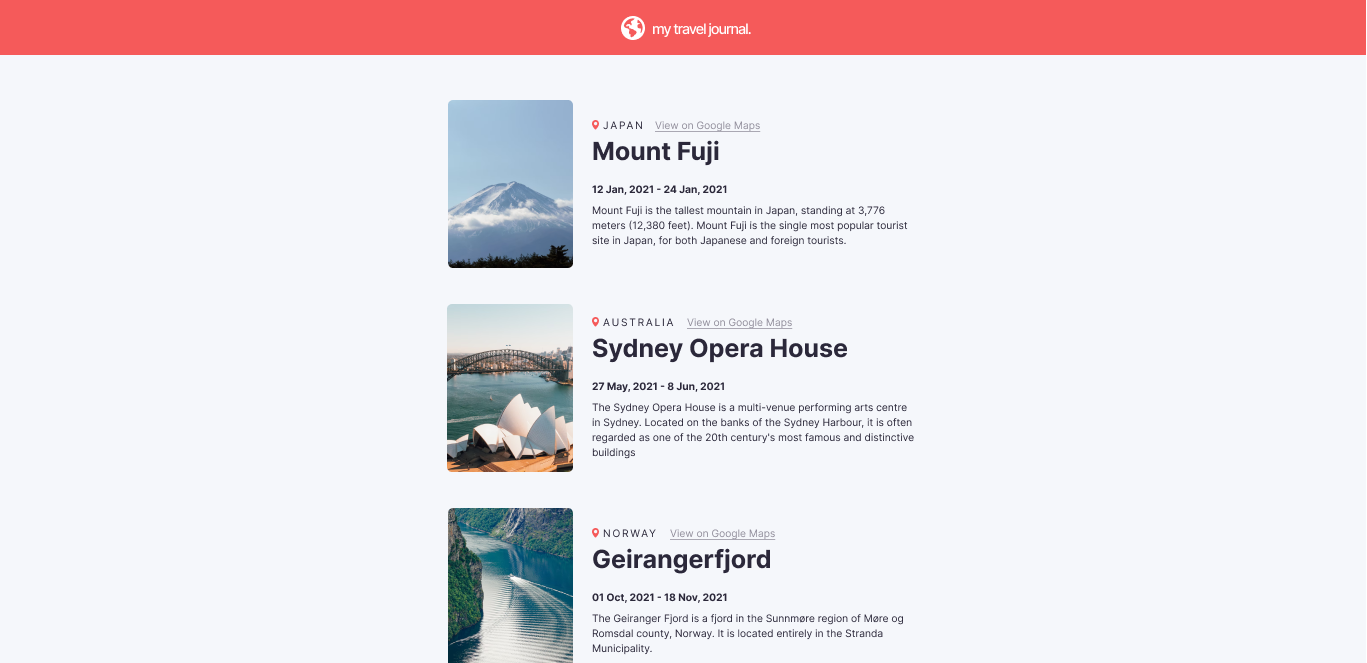 my travel journal.
JAPAN View on Google Maps
Mount Fuji
12 Jan, 2021 - 24 Jan, 2021
Mount Fuji is the tallest mountain in Japan, standing at 3,776
meters (12,380 feet). Mount Fuji is the single most popular tourist
site in Japan, for both Japanese and foreign tourists.
AUSTRALIA View on Google Maps
Sydney Opera House
27 May, 2021 - 8 Jun, 2021
The Sydney Opera House is a multi-venue performing arts centre
in Sydney. Located on the banks of the Sydney Harbour, it is often
regarded as one of the 20th century's most famous and distinctive
buildings
NORWAY View on Google Maps
Geirangerfjord
01 Oct, 2021 - 18 Nov, 2021
The Geiranger Fjord is a fjord in the Sunnmøre region of Møre og
Romsdal county, Norway. It is located entirely in the Stranda
Municipality.